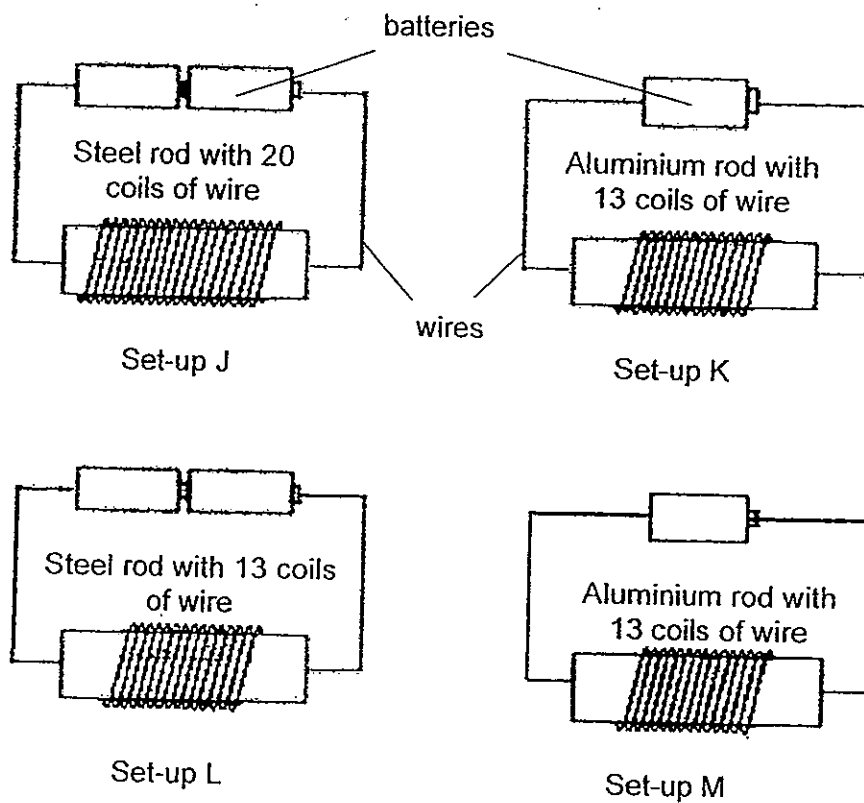 batteries
Steel rod with 20
coils of wire
Aluminium rod with
13 coils of wire
wires
Set-up J
Set-up K
Steel rod with 13 coils
of wire
Aluminium rod with
13 coils of wire
Set-up L
Set-up M